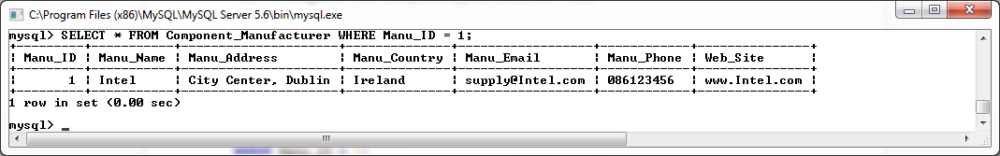 C:\Program Files (x86)\MySQL\MySQL Server 5.6\bin\mysql.exe
mysql> SELECT * FROM Component_Manufacturer WHERE Manu_ID = 1;
| Manu_ID | Manu_Name | Manu_Address | Manu_Country | Manu_Email | Manu_Phone | Web_Site |
| 1 | Intel | City Center, Dublin | Ireland | supply@Intel.com | 086123456 | www.Intel.com |
1 row in set (0.00 sec)
mysql> _